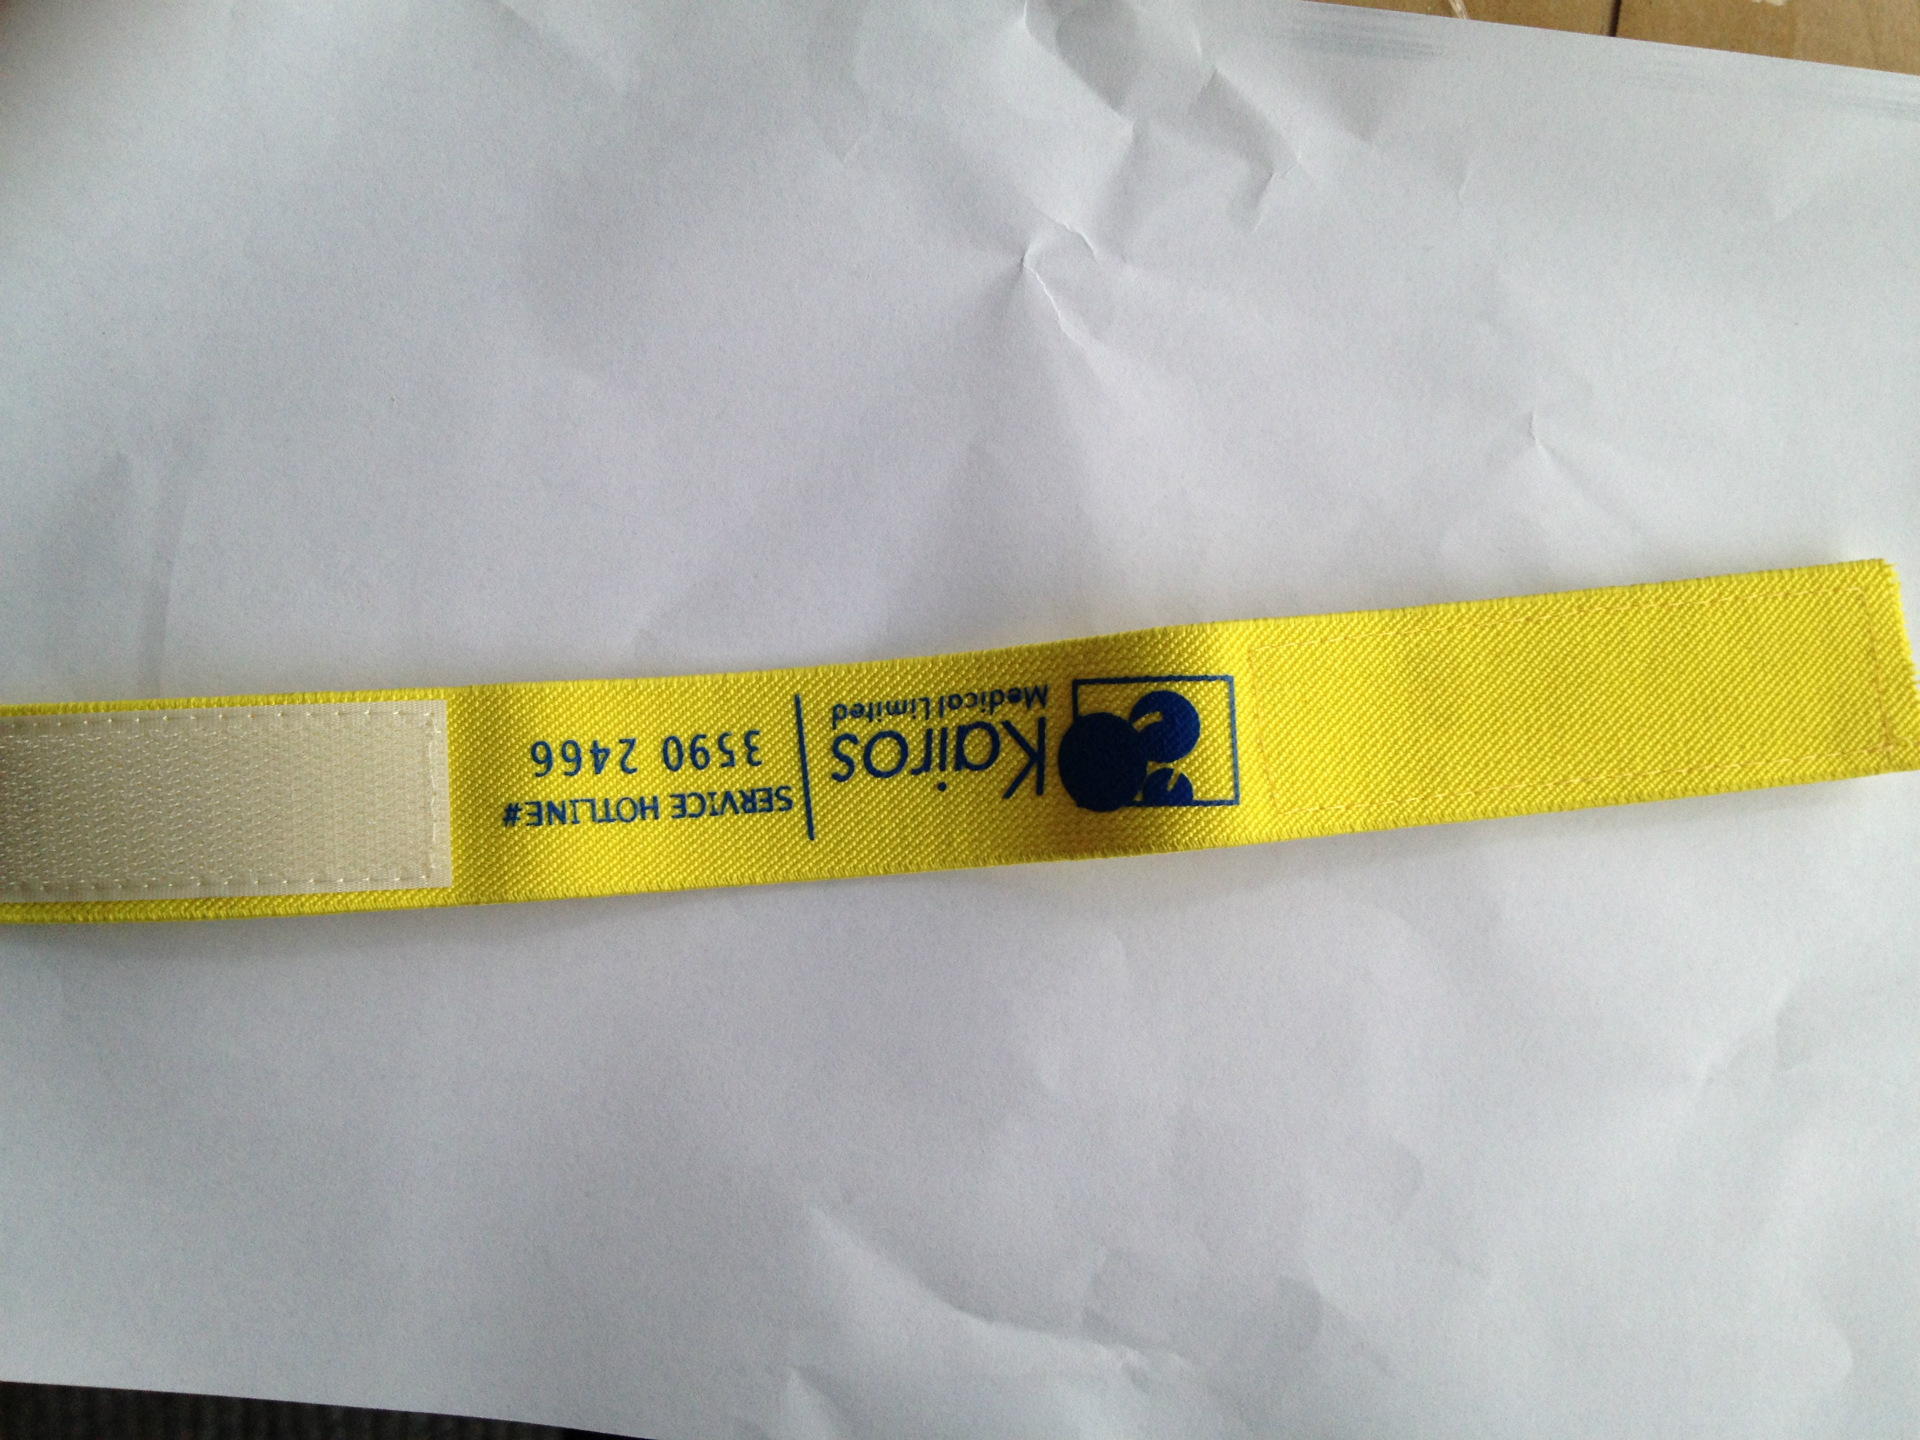 Kairos
Medical Limited
SERVICE HOTLINE#
3590 2466